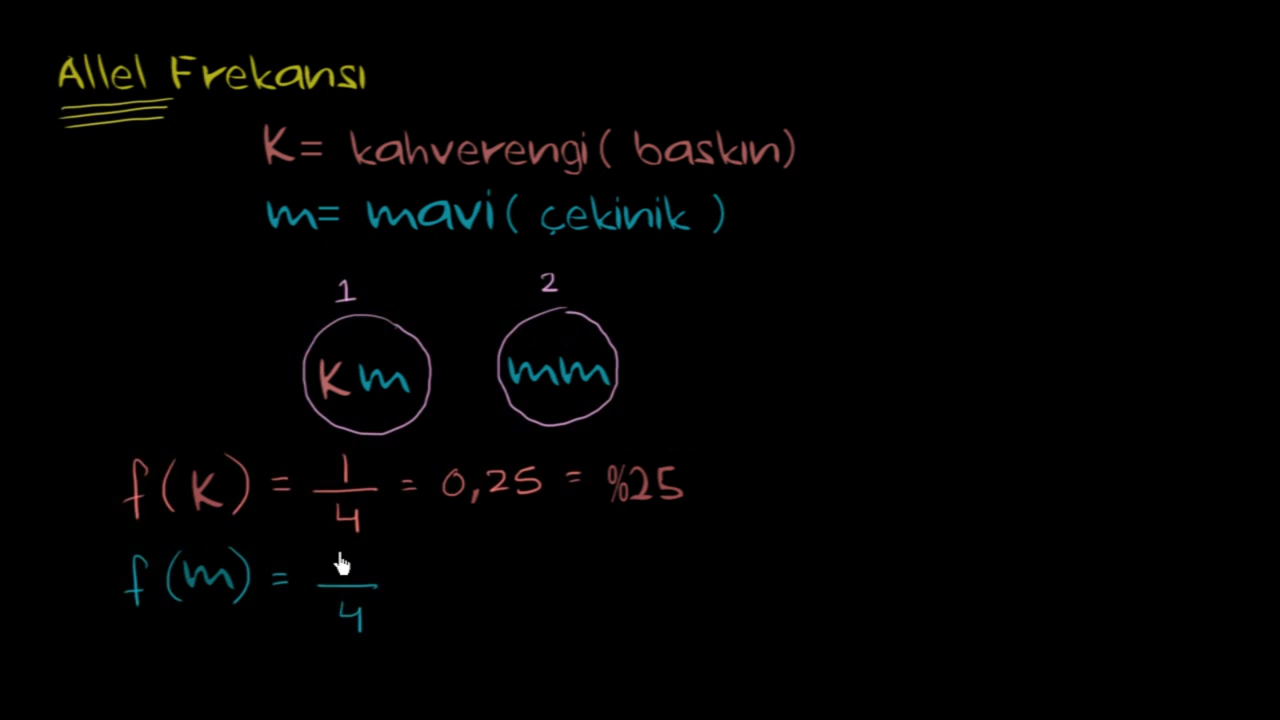 Allel Frekansı
K= kahverengi( baskın)
m= mavi( çekinik )
1 2
Km mm
f(K) = 1/4 = 0,25 = %25
f(m) = /4